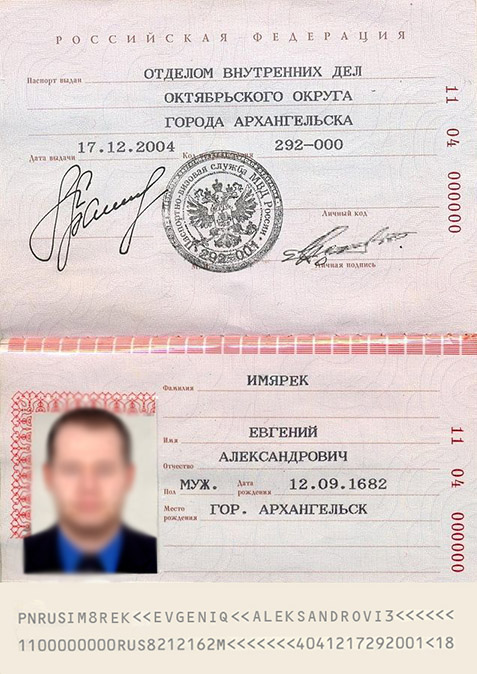 РОССИЙСКАЯ ФЕДЕРАЦИЯ
Паспорт выдан ОТДЕЛОМ ВНУТРЕННИХ ДЕЛ
ОКТЯБРЬСКОГО ОКРУГА
ГОРОДА АРХАНГЕЛЬСКА
Дата выдачи 17.12.2004 Код 292-000
11 04 000000
Паспортно-визовая служба МВД России
292-001
Личный код
Личная подпись
Фамилия ИМЯРЕК
Имя ЕВГЕНИЙ
Отчество АЛЕКСАНДРОВИЧ
Пол МУЖ. Дата рождения 12.09.1682
Место рождения ГОР. АРХАНГЕЛЬСК
11 04 000000
PNRUSIM8REK<<EVGENIQ<<ALEKSANDROVI3<<<<<<
1100000000RUS8212162M<<<<<<<4041217292001<18